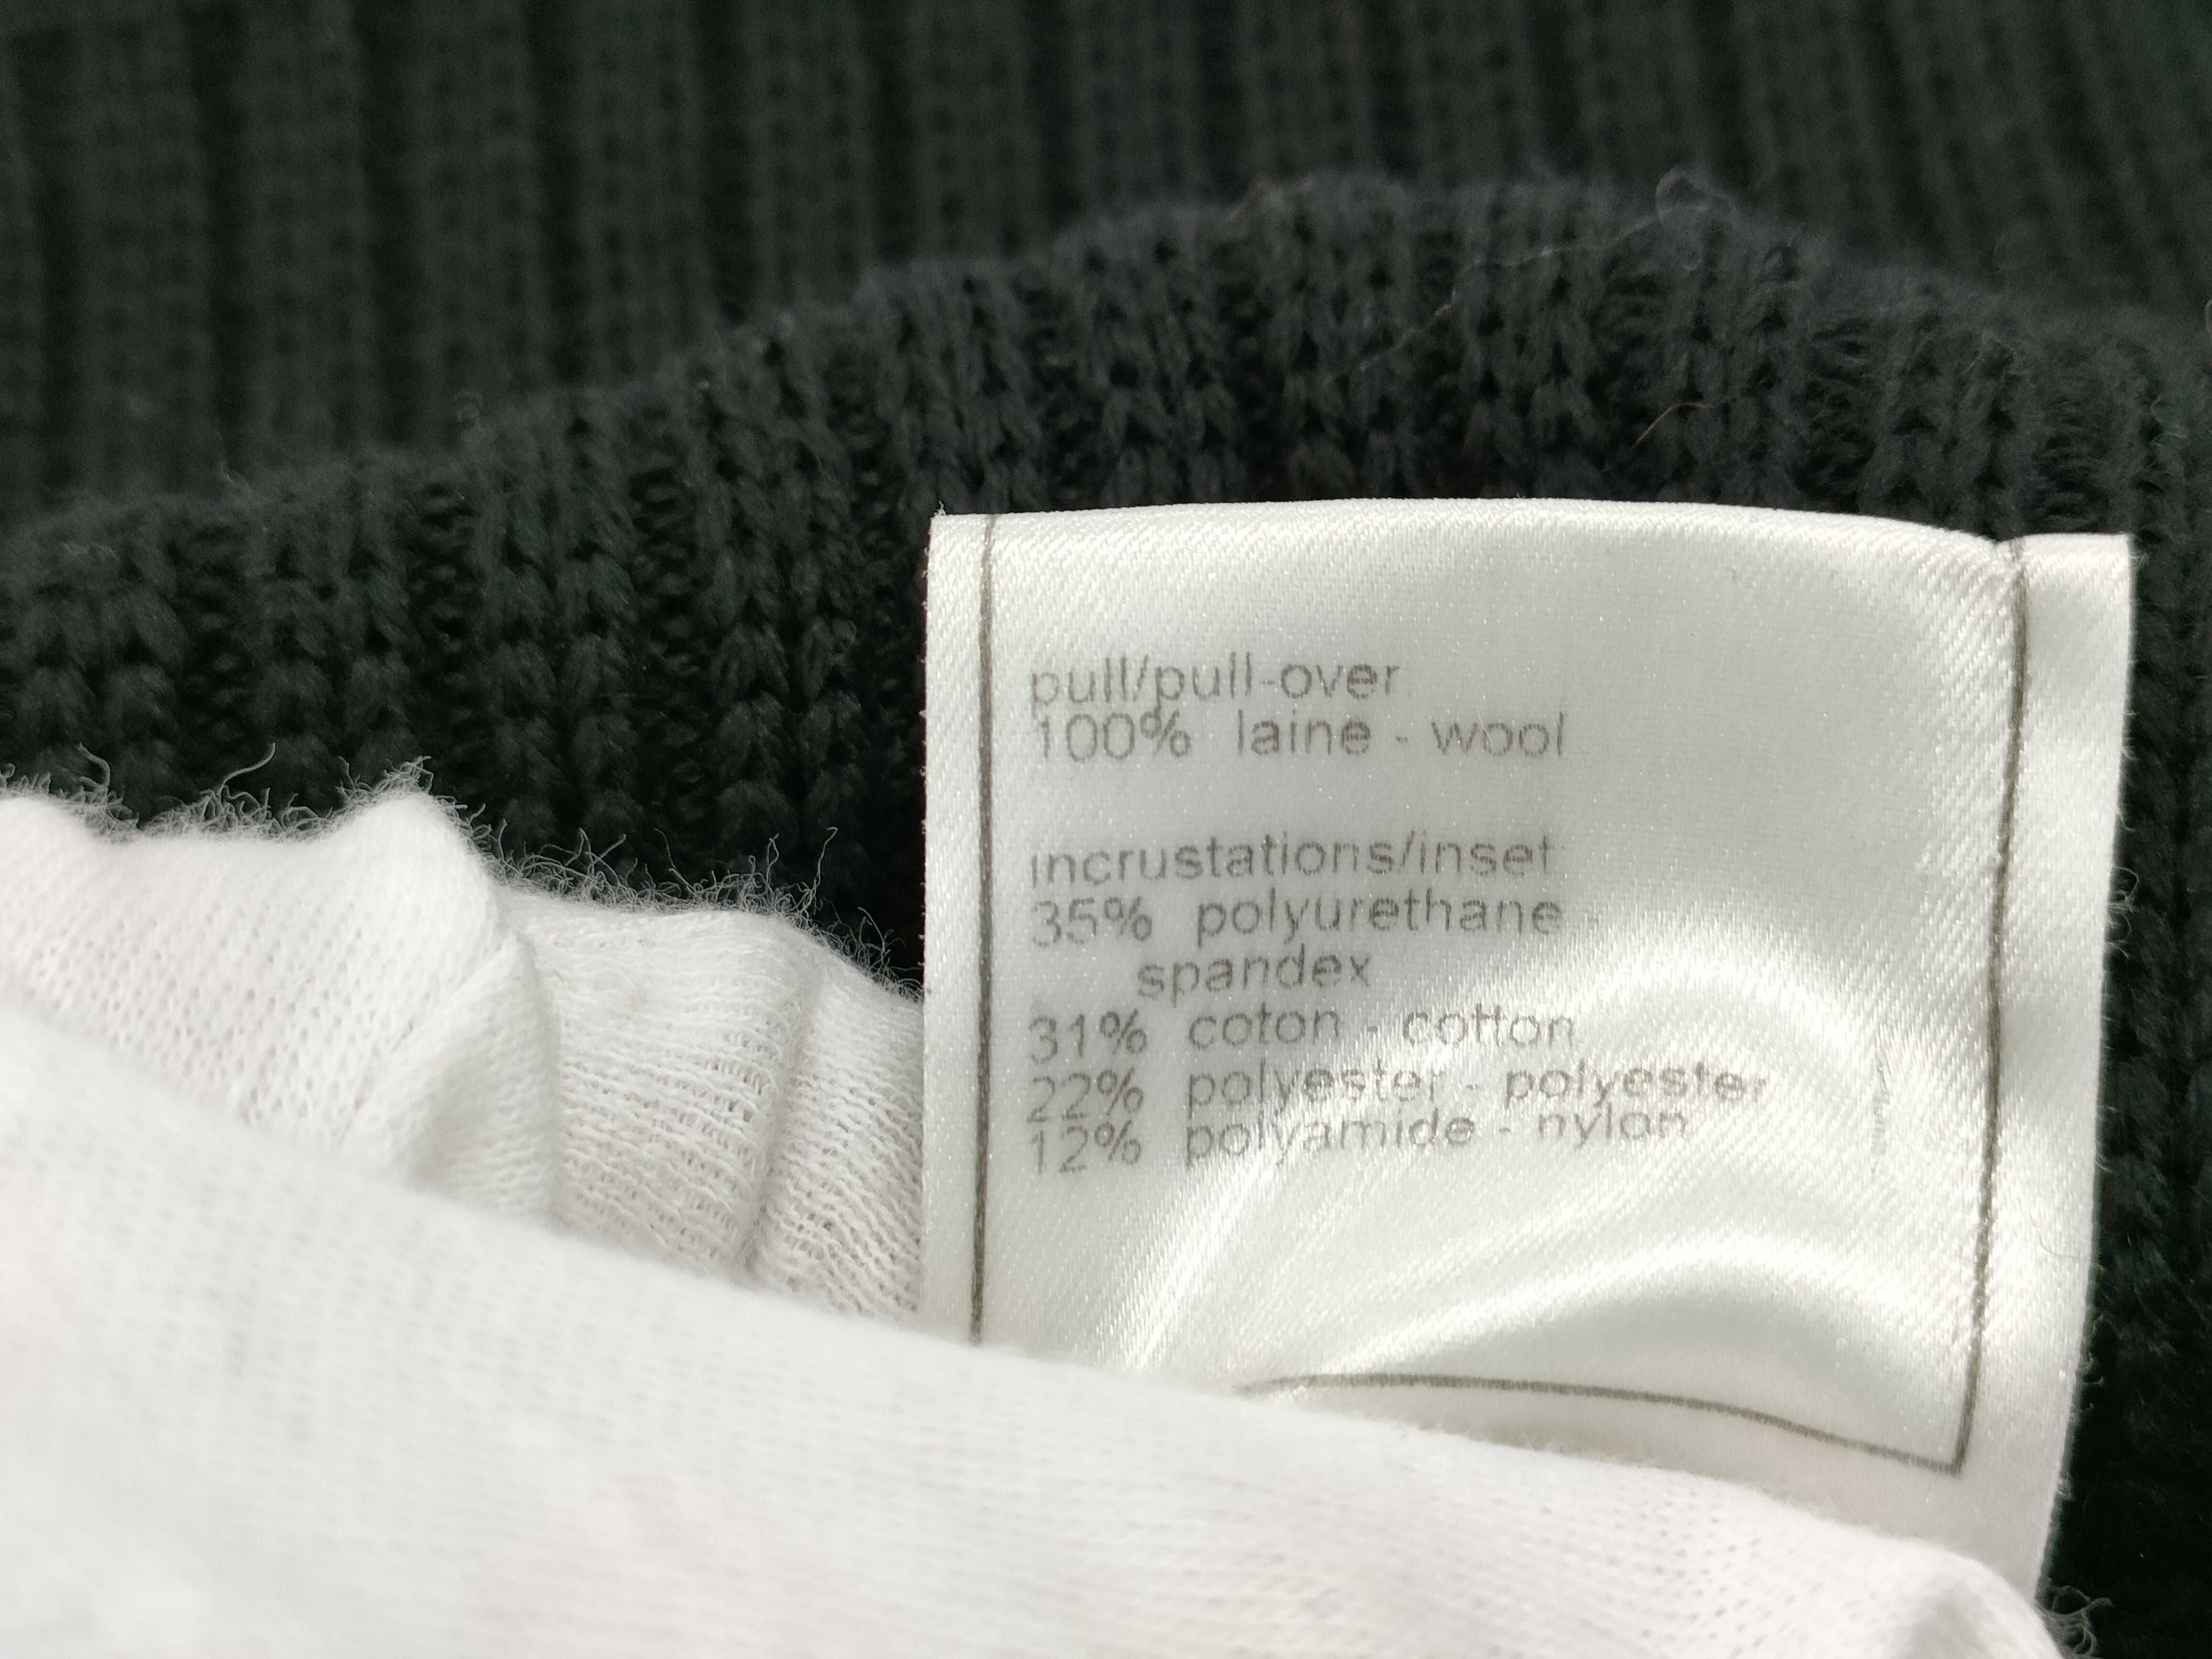 pull/pull-over
100% laine - wool
incrustations/inset
35% polyurethane -
spandex
31% coton - cotton
22% polyester - polyester
12% polyamide - nylon